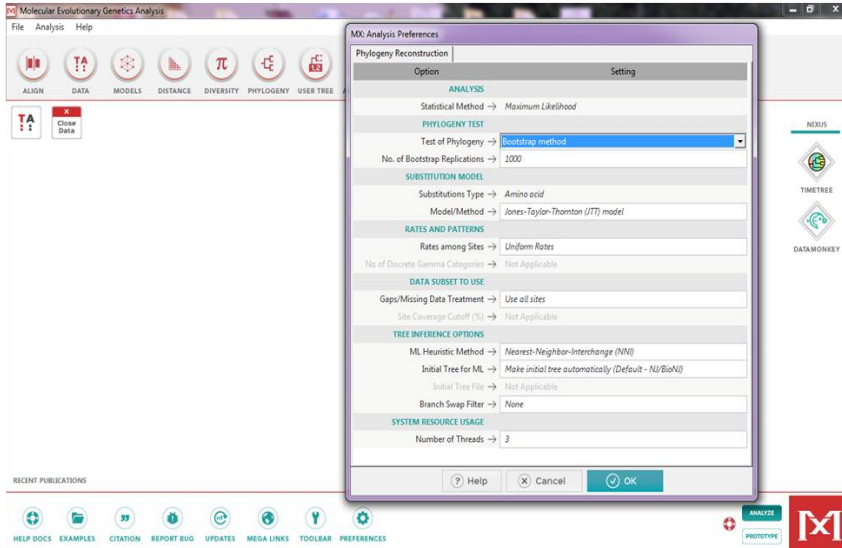 Molecular Evolutionary Genetics Analysis
File Analysis Help
ALIGN DATA MODELS DISTANCE DIVERSITY PHYLOGENY USER TREE
TA
X
Close
Data
MX: Analysis Preferences
Phylogeny Reconstruction
Option Setting
ANALYSIS
Statistical Method → Maximum Likelihood
PHYLOGENY TEST
Test of Phylogeny → Bootstrap method
No. of Bootstrap Replications → 1000
SUBSTITUTION MODEL
Substitutions Type → Amino acid
Model/Method → Jones-Taylor-Thornton (JTT) model
RATES AND PATTERNS
Rates among Sites → Uniform Rates
No of Discrete Gamma Categories → Not Applicable
DATA SUBSET TO USE
Gaps/Missing Data Treatment → Use all sites
Site Coverage Cutoff (%) → Not Applicable
TREE INFERENCE OPTIONS
ML Heuristic Method → Nearest-Neighbor-Interchange (NNI)
Initial Tree for ML → Make initial tree automatically (Default - NJ/BioNJ)
Initial Tree File → Not Applicable
Branch Swap Filter → None
SYSTEM RESOURCE USAGE
Number of Threads → 3
? Help X Cancel OK
NEXUS
TIMETREE
DATAMONKEY
RECENT PUBLICATIONS
HELP DOCS EXAMPLES CITATION REPORT BUG UPDATES MEGA LINKS TOOLBAR PREFERENCES
ANALYZE
PROTOTYPE